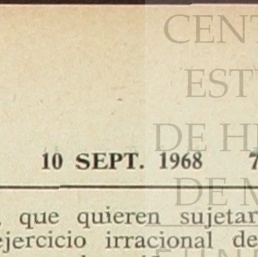 CENT
EST
DE H
10 SEPT. 1968 7
DE M
que quieren sujetar
ejercicio irracional de